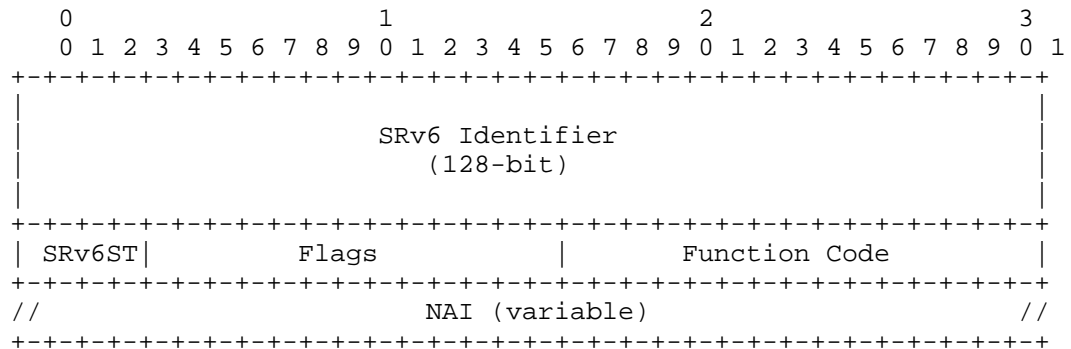 0                   1                   2                   3
0 1 2 3 4 5 6 7 8 9 0 1 2 3 4 5 6 7 8 9 0 1 2 3 4 5 6 7 8 9 0 1
+-+-+-+-+-+-+-+-+-+-+-+-+-+-+-+-+-+-+-+-+-+-+-+-+-+-+-+-+-+-+-+-+
|                                                               |
|                      SRv6 Identifier                          |
|                         (128-bit)                             |
|                                                               |
+-+-+-+-+-+-+-+-+-+-+-+-+-+-+-+-+-+-+-+-+-+-+-+-+-+-+-+-+-+-+-+-+
| SRv6ST|         Flags           |       Function Code         |
+-+-+-+-+-+-+-+-+-+-+-+-+-+-+-+-+-+-+-+-+-+-+-+-+-+-+-+-+-+-+-+-+
//                        NAI (variable)                       //
+-+-+-+-+-+-+-+-+-+-+-+-+-+-+-+-+-+-+-+-+-+-+-+-+-+-+-+-+-+-+-+-+